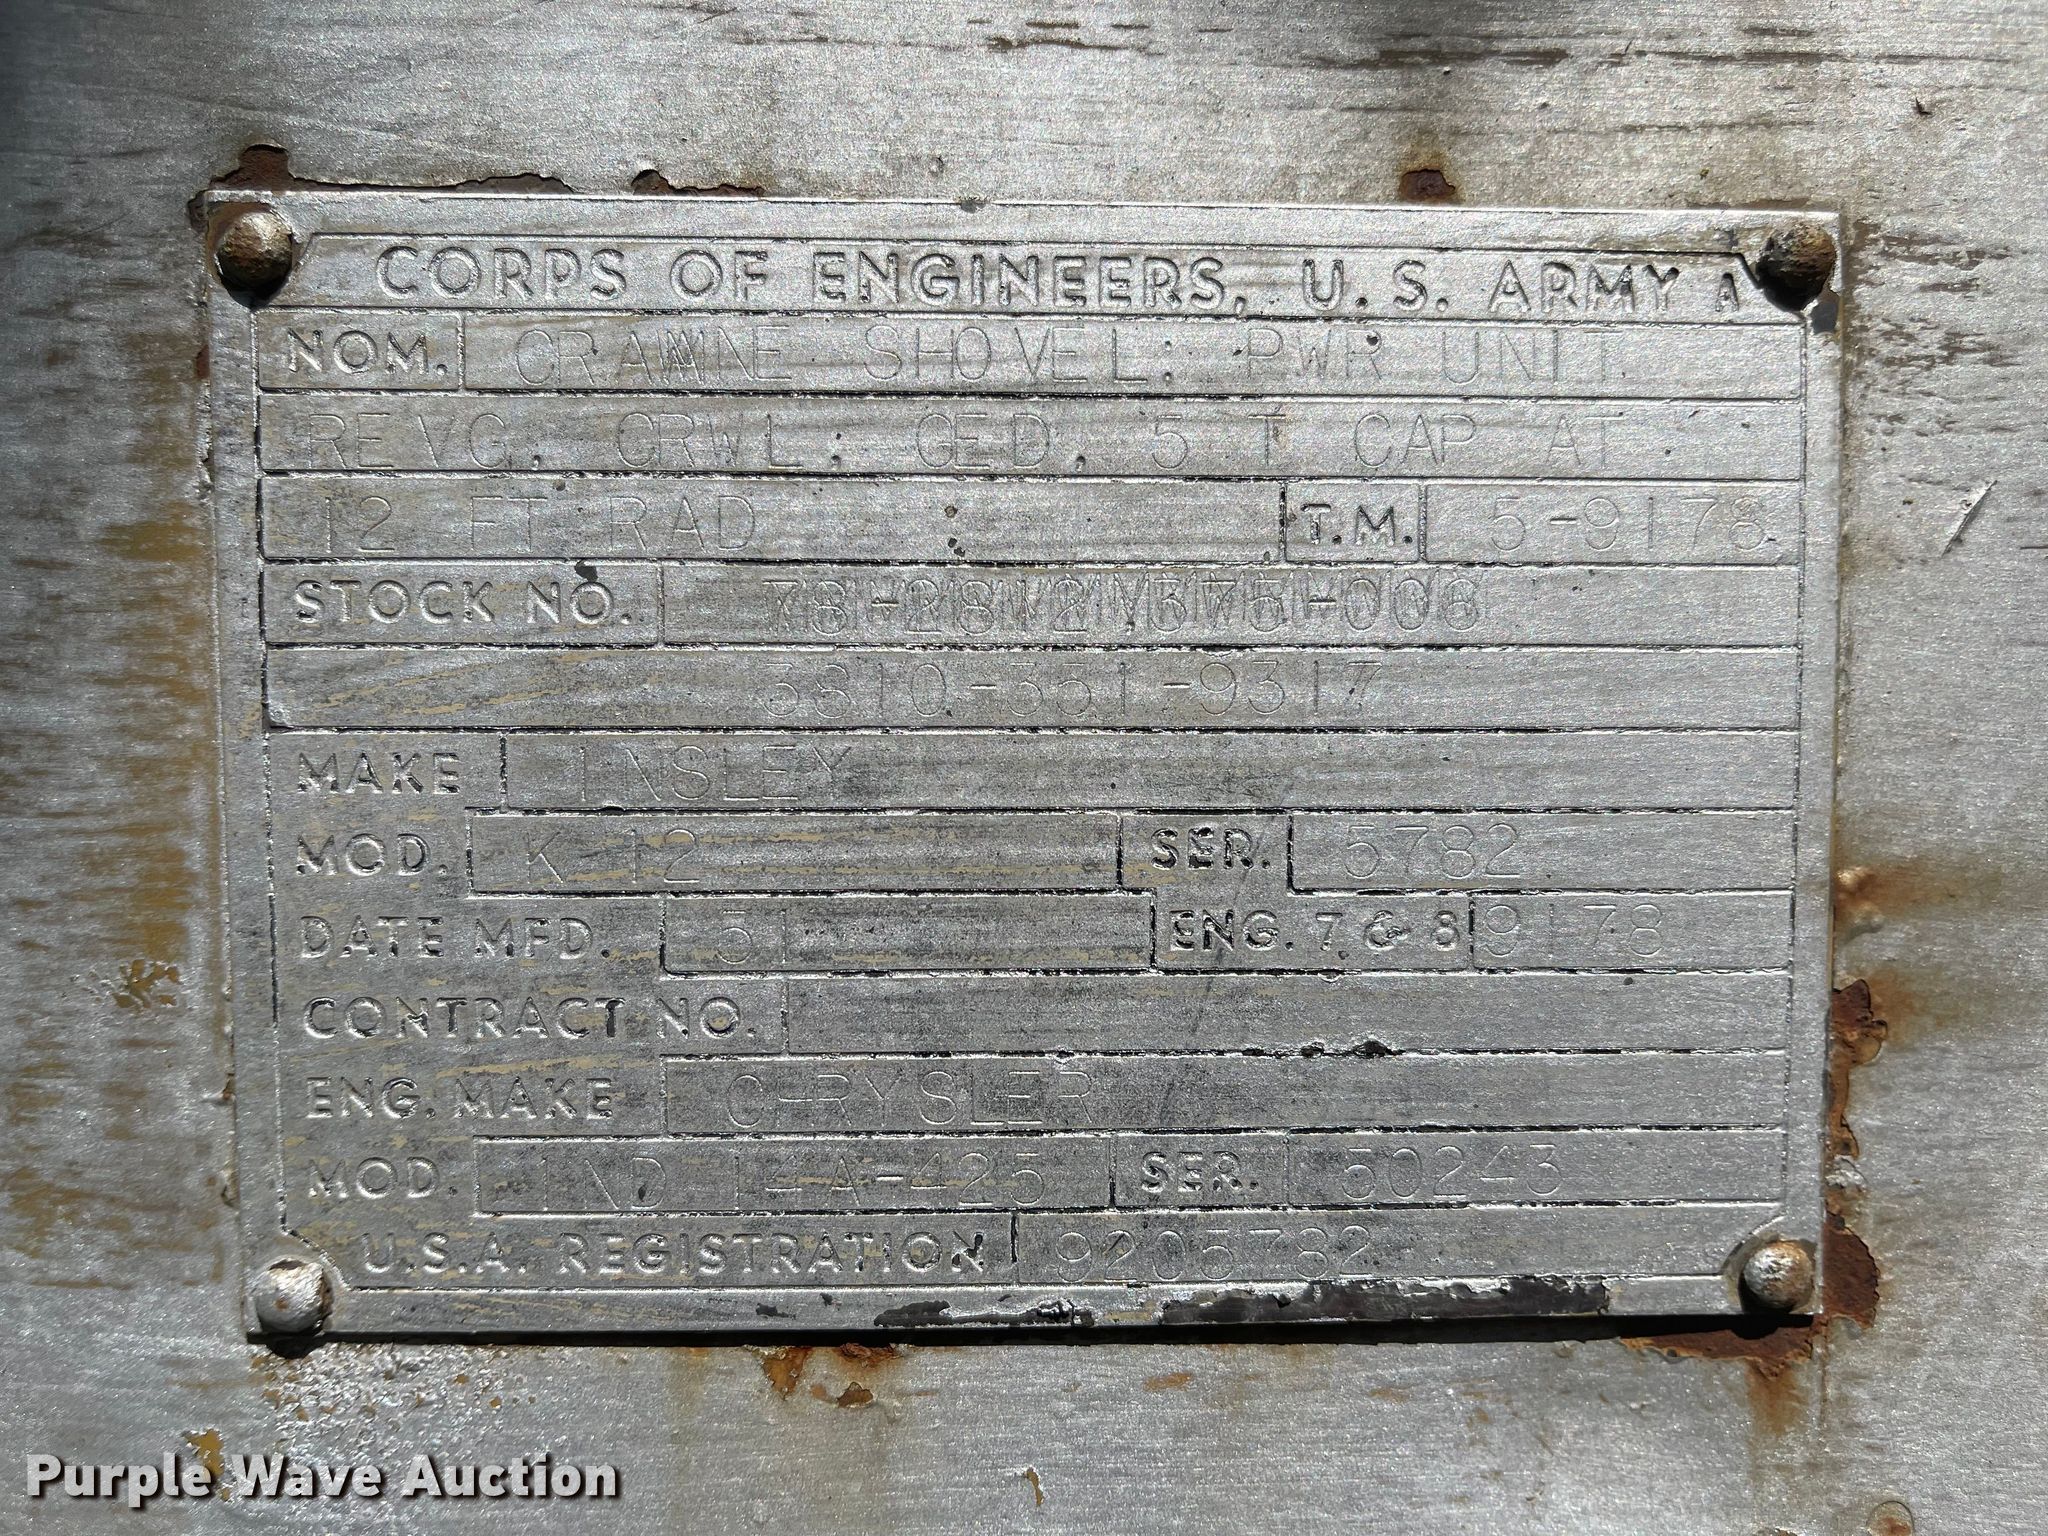 CORPS OF ENGINEERS, U. S. ARMY A
NOM. SHOVEL: PWR UNIT
REVG, CRWL; GED, 5 T CAP AT
12 FT RAD T.M. 5-9178
STOCK NO.
3810-351-9317
MAKE INSLEY
MOD. K-12 SER. 5782
DATE MFD. 51 ENG. 7 & 8 9178
CONTRACT NO.
ENG. MAKE CHRYSLER
MOD. IND 14A-425 SER. 50243
U.S.A. REGISTRATION 9205782
Purple Wave Auction